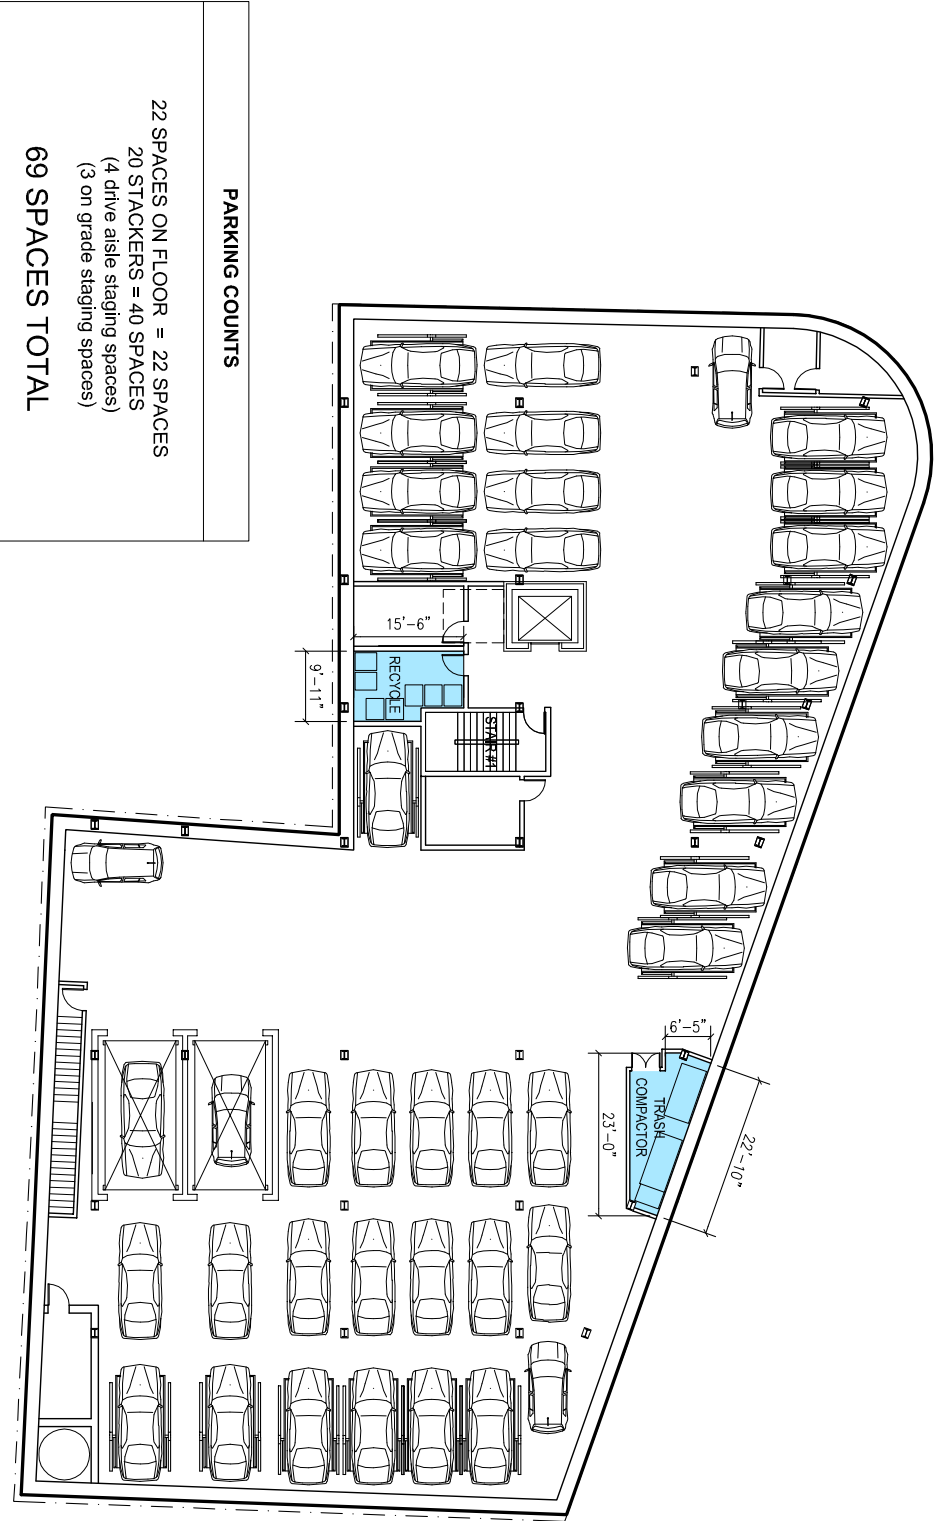 PARKING COUNTS
22 SPACES ON FLOOR = 22 SPACES
20 STACKERS = 40 SPACES
(4 drive aisle staging spaces)
(3 on grade staging spaces)
69 SPACES TOTAL
15'-6"
RECYCLE
9'-11"
STAIR#1
6'-5"
TRASH
COMPACTOR
23'-0"
22'-10"